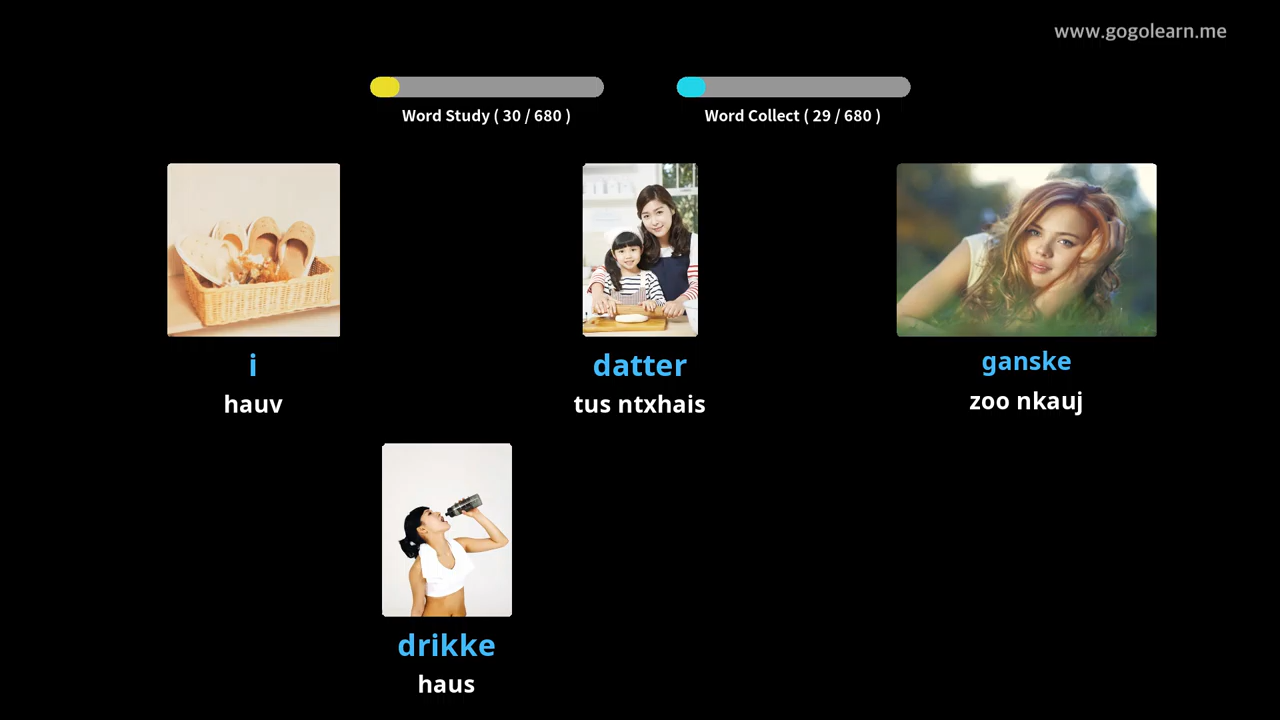 www.gogolearn.me
Word Study ( 30 / 680 )
Word Collect ( 29 / 680 )
i
hauv
datter
tus ntxhais
ganske
zoo nkauj
drikke
haus